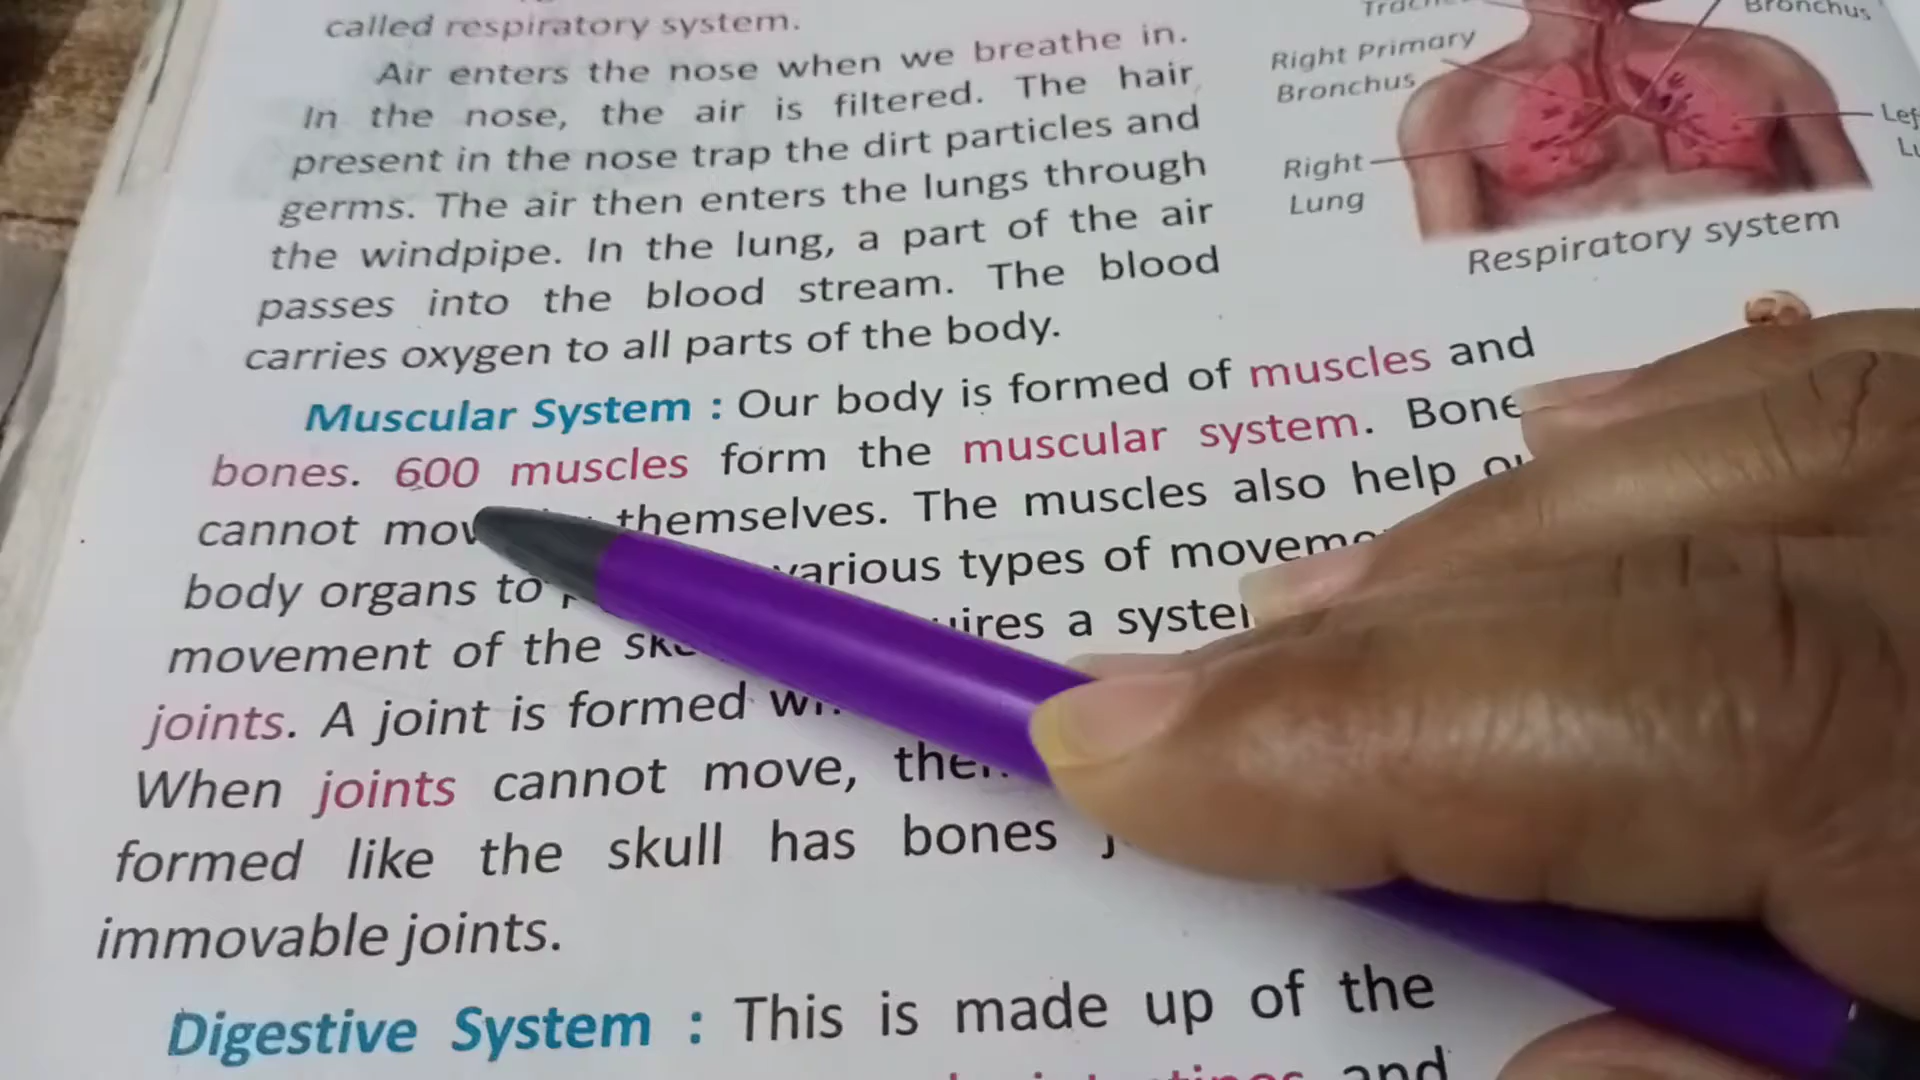 called respiratory system.
Air enters the nose when we breathe in.
In the nose, the air is filtered. The hair
present in the nose trap the dirt particles and
germs. The air then enters the lungs through
the windpipe. In the lung, a part of the air
passes into the blood stream. The blood
carries oxygen to all parts of the body.
Bronchus
Right Primary
Bronchus
Right
Lung
Respiratory system
Muscular System : Our body is formed of muscles and
bones. 600 muscles form the muscular system.
cannot themselves. The muscles also help
body organs to various types of
movement of the a
joints. A joint is formed
When joints cannot move,
formed like the skull has bones
immovable joints.
Digestive System : This is made up of the
and